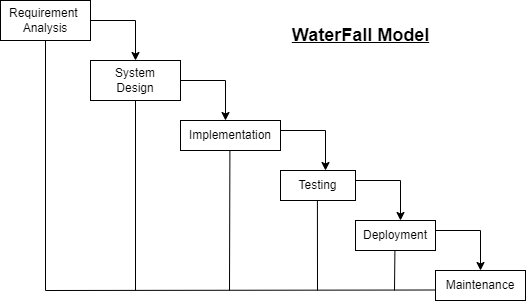 Requirement
Analysis
WaterFall Model
System
Design
Implementation
Testing
Deployment
Maintenance